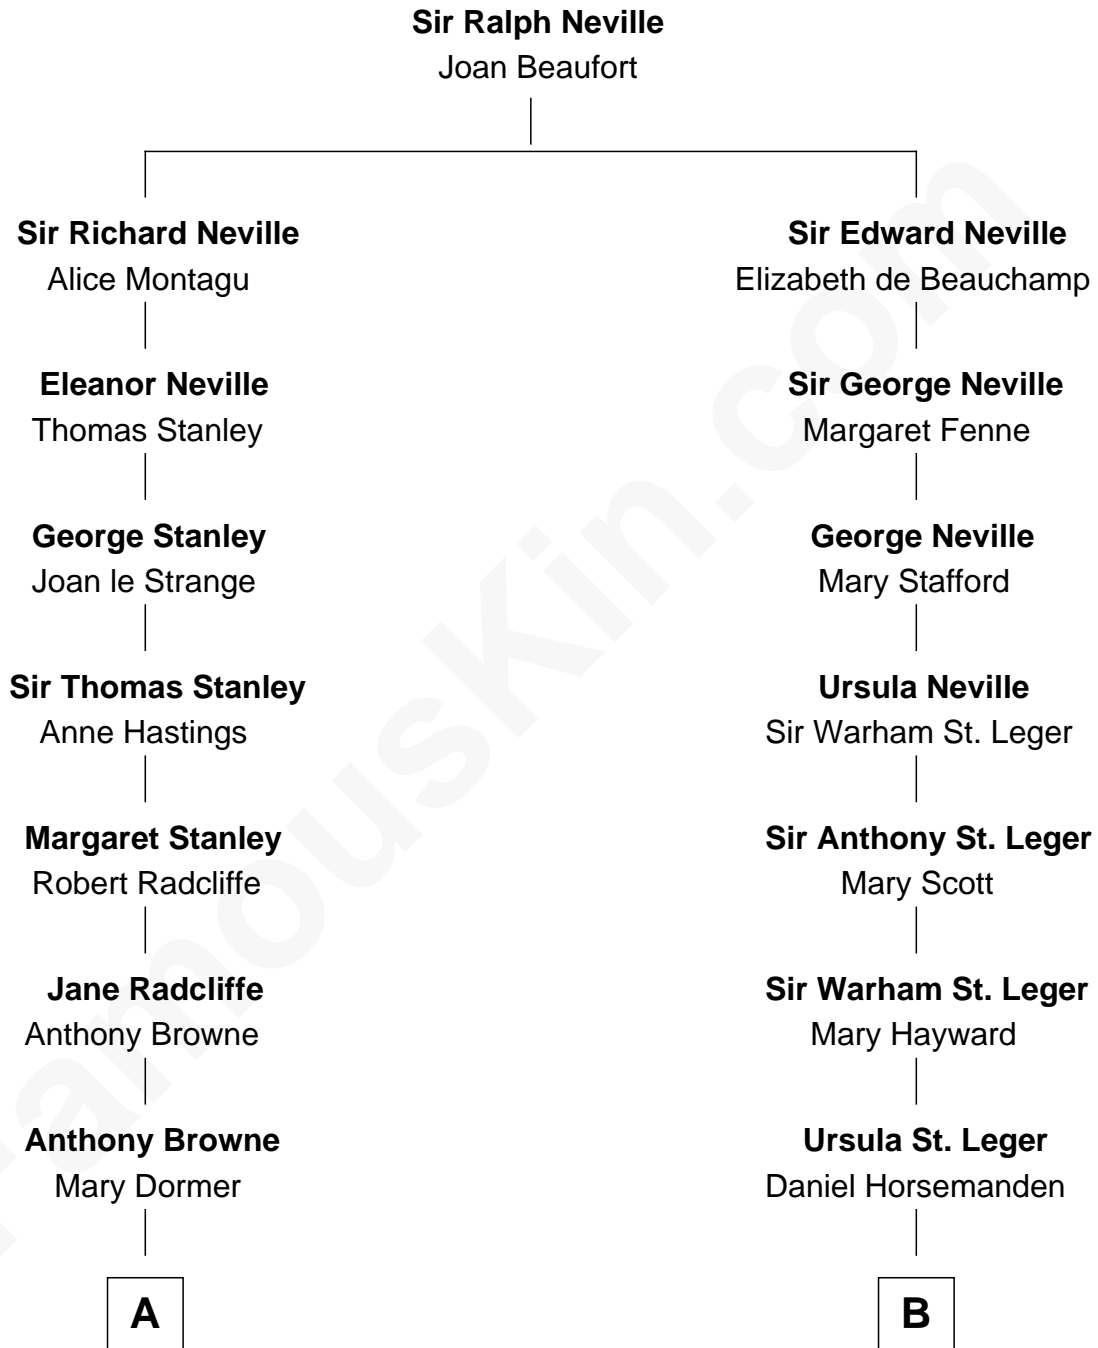 Sir Ralph Neville
Joan Beaufort
Sir Richard Neville
Alice Montagu
Sir Edward Neville
Elizabeth de Beauchamp
Eleanor Neville
Thomas Stanley
Sir George Neville
Margaret Fenne
George Stanley
Joan le Strange
George Neville
Mary Stafford
Sir Thomas Stanley
Anne Hastings
Ursula Neville
Sir Warham St. Leger
Margaret Stanley
Robert Radcliffe
Sir Anthony St. Leger
Mary Scott
Jane Radcliffe
Anthony Browne
Sir Warham St. Leger
Mary Hayward
Anthony Browne
Mary Dormer
Ursula St. Leger
Daniel Horsemanden
A
B
FamousKin.com